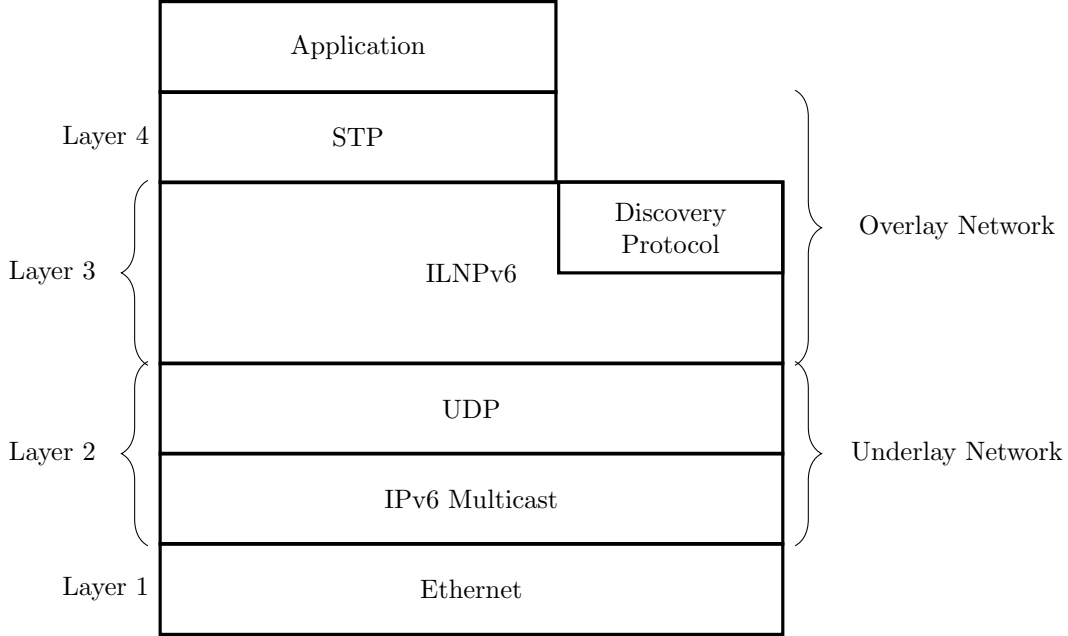 Application
Layer 4
STP
Discovery
Protocol
Overlay Network
Layer 3
ILNPv6
UDP
Layer 2
Underlay Network
IPv6 Multicast
Layer 1
Ethernet